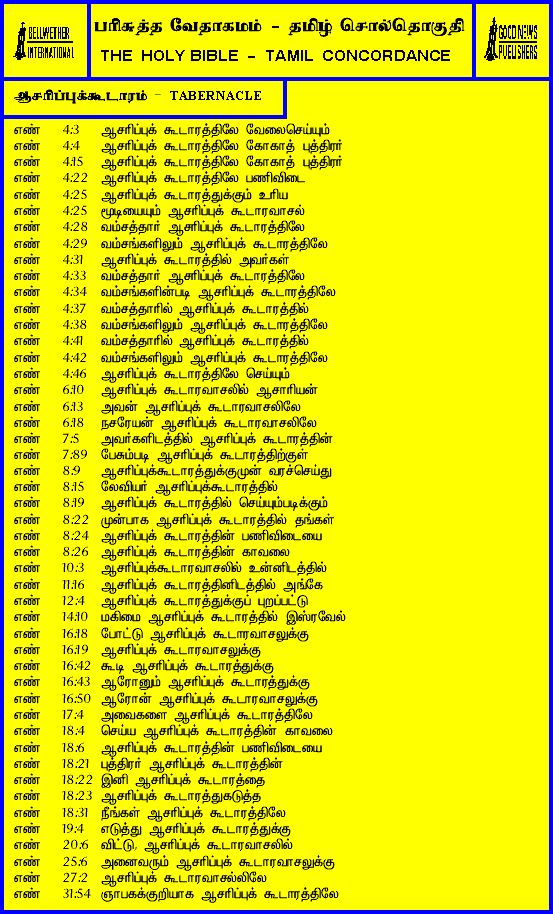 BELLWETHER
INTERNATIONAL
பரிசுத்த வேதாகமம் - தமிழ் சொல்தொகுதி
THE HOLY BIBLE - TAMIL CONCORDANCE
GOOD NEWS
PUBLISHERS
ஆசரிப்புக்கூடாரம் - TABERNACLE
எண் 4:3 ஆசரிப்புக் கூடாரத்திலே வேலைசெய்யும்
எண் 4:4 ஆசரிப்புக் கூடாரத்திலே கோகாத் புத்திரர்
எண் 4:15 ஆசரிப்புக் கூடாரத்திலே கோகாத் புத்திரர்
எண் 4:22 ஆசரிப்புக் கூடாரத்திலே பணிவிடை
எண் 4:25 ஆசரிப்புக் கூடாரத்துக்கும் உரிய
எண் 4:25 மூடியையும் ஆசரிப்புக் கூடாரவாசல்
எண் 4:28 வம்சத்தார் ஆசரிப்புக் கூடாரத்திலே
எண் 4:29 வம்சங்களிலும் ஆசரிப்புக் கூடாரத்திலே
எண் 4:31 ஆசரிப்புக் கூடாரத்தில் அவர்கள்
எண் 4:33 வம்சத்தார் ஆசரிப்புக் கூடாரத்திலே
எண் 4:34 வம்சங்களின்படி ஆசரிப்புக் கூடாரத்திலே
எண் 4:37 வம்சத்தாரில் ஆசரிப்புக் கூடாரத்தில்
எண் 4:38 வம்சங்களிலும் ஆசரிப்புக் கூடாரத்திலே
எண் 4:41 வம்சத்தாரில் ஆசரிப்புக் கூடாரத்தில்
எண் 4:42 வம்சங்களிலும் ஆசரிப்புக் கூடாரத்திலே
எண் 4:46 ஆசரிப்புக் கூடாரத்திலே செய்யும்
எண் 6:10 ஆசரிப்புக் கூடாரவாசலில் ஆசாரியன்
எண் 6:13 அவன் ஆசரிப்புக் கூடாரவாசலிலே
எண் 6:18 நசரேயன் ஆசரிப்புக் கூடாரவாசலிலே
எண் 7:5 அவர்களிடத்தில் ஆசரிப்புக் கூடாரத்தின்
எண் 7:89 பேசும்படி ஆசரிப்புக் கூடாரத்திற்குள்
எண் 8:9 ஆசரிப்புக்கூடாரத்துக்குமுன் வரச்செய்து
எண் 8:15 லேவியர் ஆசரிப்புக்கூடாரத்தில்
எண் 8:19 ஆசரிப்புக் கூடாரத்தில் செய்யும்படிக்கும்
எண் 8:22 முன்பாக ஆசரிப்புக் கூடாரத்தில் தங்கள்
எண் 8:24 ஆசரிப்புக் கூடாரத்தின் பணிவிடையை
எண் 8:26 ஆசரிப்புக் கூடாரத்தின் காவலை
எண் 10:3 ஆசரிப்புக்கூடாரவாசலில் உன்னிடத்தில்
எண் 11:16 ஆசரிப்புக் கூடாரத்தினிடத்தில் அங்கே
எண் 12:4 ஆசரிப்புக் கூடாரத்துக்குப் புறப்பட்டு
எண் 14:10 மகிமை ஆசரிப்புக் கூடாரத்தில் இஸ்ரவேல்
எண் 16:18 போட்டு ஆசரிப்புக் கூடாரவாசலுக்கு
எண் 16:19 ஆசரிப்புக் கூடாரவாசலுக்கு
எண் 16:42 கூடி ஆசரிப்புக் கூடாரத்துக்கு
எண் 16:43 ஆரோனும் ஆசரிப்புக் கூடாரத்துக்கு
எண் 16:50 ஆரோன் ஆசரிப்புக் கூடாரவாசலுக்கு
எண் 17:4 அவைகளை ஆசரிப்புக் கூடாரத்திலே
எண் 18:4 செய்ய ஆசரிப்புக் கூடாரத்தின் காவலை
எண் 18:6 ஆசரிப்புக் கூடாரத்தின் பணிவிடையை
எண் 18:21 புத்திரர் ஆசரிப்புக் கூடாரத்தின்
எண் 18:22 இனி ஆசரிப்புக் கூடாரத்தை
எண் 18:23 ஆசரிப்புக் கூடாரத்துகடுத்த
எண் 18:31 நீங்கள் ஆசரிப்புக் கூடாரத்திலே
எண் 19:4 எடுத்து ஆசரிப்புக் கூடாரத்துக்கு
எண் 20:6 விட்டு, ஆசரிப்புக் கூடாரவாசலில்
எண் 25:6 அனைவரும் ஆசரிப்புக் கூடாரவாசலுக்கு
எண் 27:2 ஆசரிப்புக் கூடாரவாசல்லிலே
எண் 31:54 ஞாபகக்குறியாக ஆசரிப்புக் கூடாரத்திலே